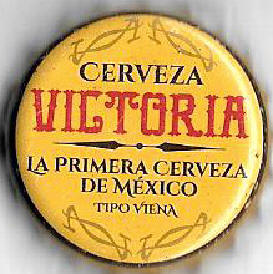 CERVEZA
VICTORIA
LA PRIMERA CERVEZA
DE MÉXICO
TIPO VIENA